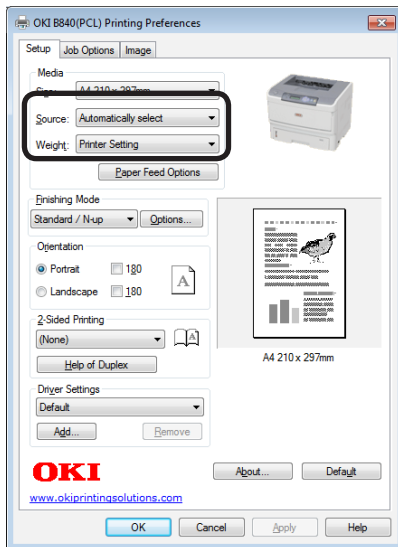 OKI B840(PCL) Printing Preferences
Setup Job Options Image
Media
Size: A4 210 x 297mm
Source: Automatically select
Weight: Printer Setting
Paper Feed Options
Finishing Mode
Standard / N-up Options...
Orientation
Portrait 180
Landscape 180
A
2-Sided Printing
(None)
A
Help of Duplex
A4 210 x 297mm
Driver Settings
Default
Add... Remove
OKI
About... Default
www.okiprintingsolutions.com
OK Cancel Apply Help